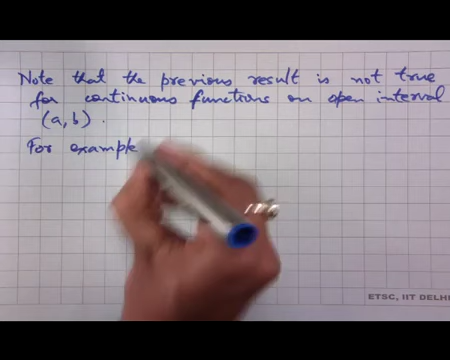 Note that the previous result is not true
for continuous functions on open interval
(a, b).
For example
ETSC, IIT DELHI